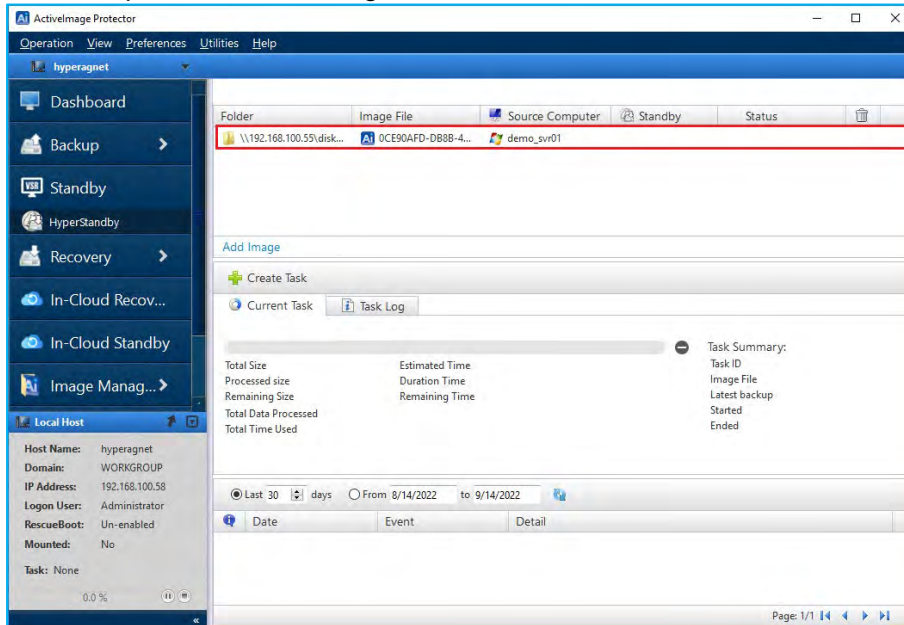 ActiveImage Protector
Operation View Preferences Utilities Help
hyperagnet
Dashboard
Backup
Standby
HyperStandby
Recovery
In-Cloud Recov...
In-Cloud Standby
Image Manag...
Local Host
Host Name: hyperagnet
Domain: WORKGROUP
IP Address: 192.168.100.58
Logon User: Administrator
RescueBoot: Un-enabled
Mounted: No
Task: None
0.0 %
Folder Image File Source Computer Standby Status
\\192.168.100.55\disk... 0CE90AFD-DB8B-4... demo_svr01
Add Image
Create Task
Current Task Task Log
Total Size Estimated Time
Processed size Duration Time
Remaining Size Remaining Time
Total Data Processed
Total Time Used
Task Summary:
Task ID
Image File
Latest backup
Started
Ended
Last 30 days From 8/14/2022 to 9/14/2022
Date Event Detail
Page: 1/1